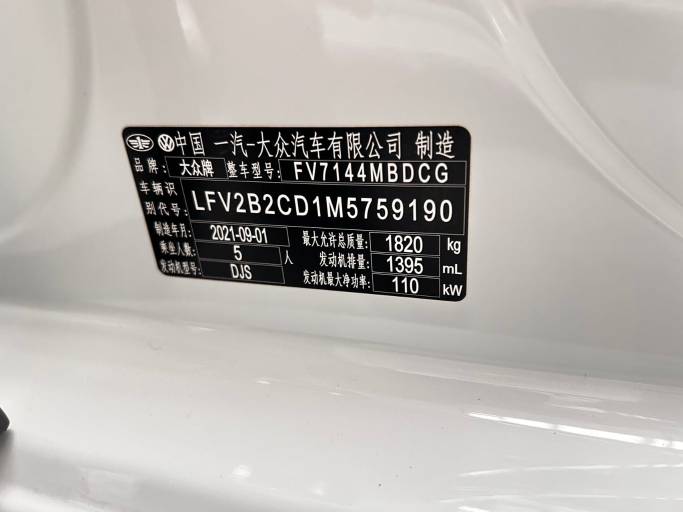 中国 一汽-大众汽车有限公司 制造
品牌: 大众牌 整车型号: FV7144MBDCG
车辆识别代号: LFV2B2CD1M5759190
制造年月: 2021-09-01 最大允许总质量: 1820 kg
乘坐人数: 5 人 发动机排量: 1395 mL
发动机型号: DJS 发动机最大净功率: 110 kW